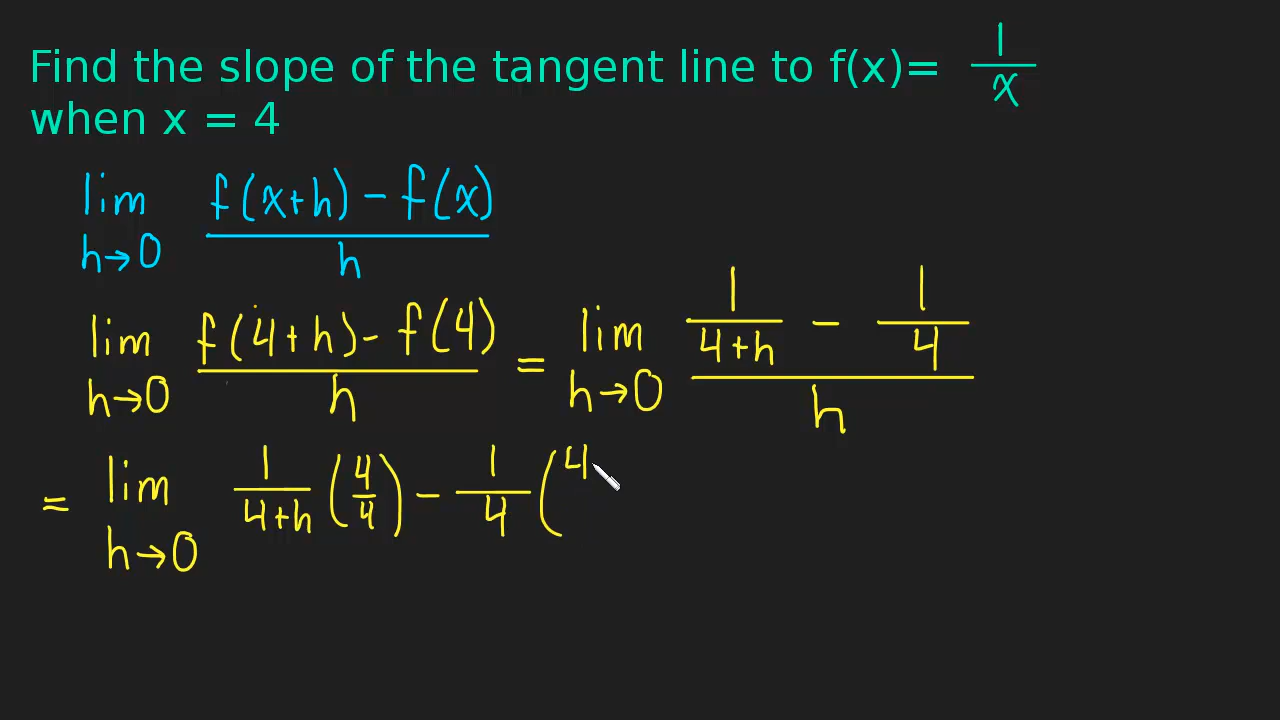 Find the slope of the tangent line to f(x)= 1/x
when x = 4
lim h→0 f(x+h) − f(x) / h
lim h→0 f(4+h) − f(4) / h = lim h→0 1/(4+h) − 1/4 / h
= lim h→0 1/(4+h) (4/4) − 1/4 (4